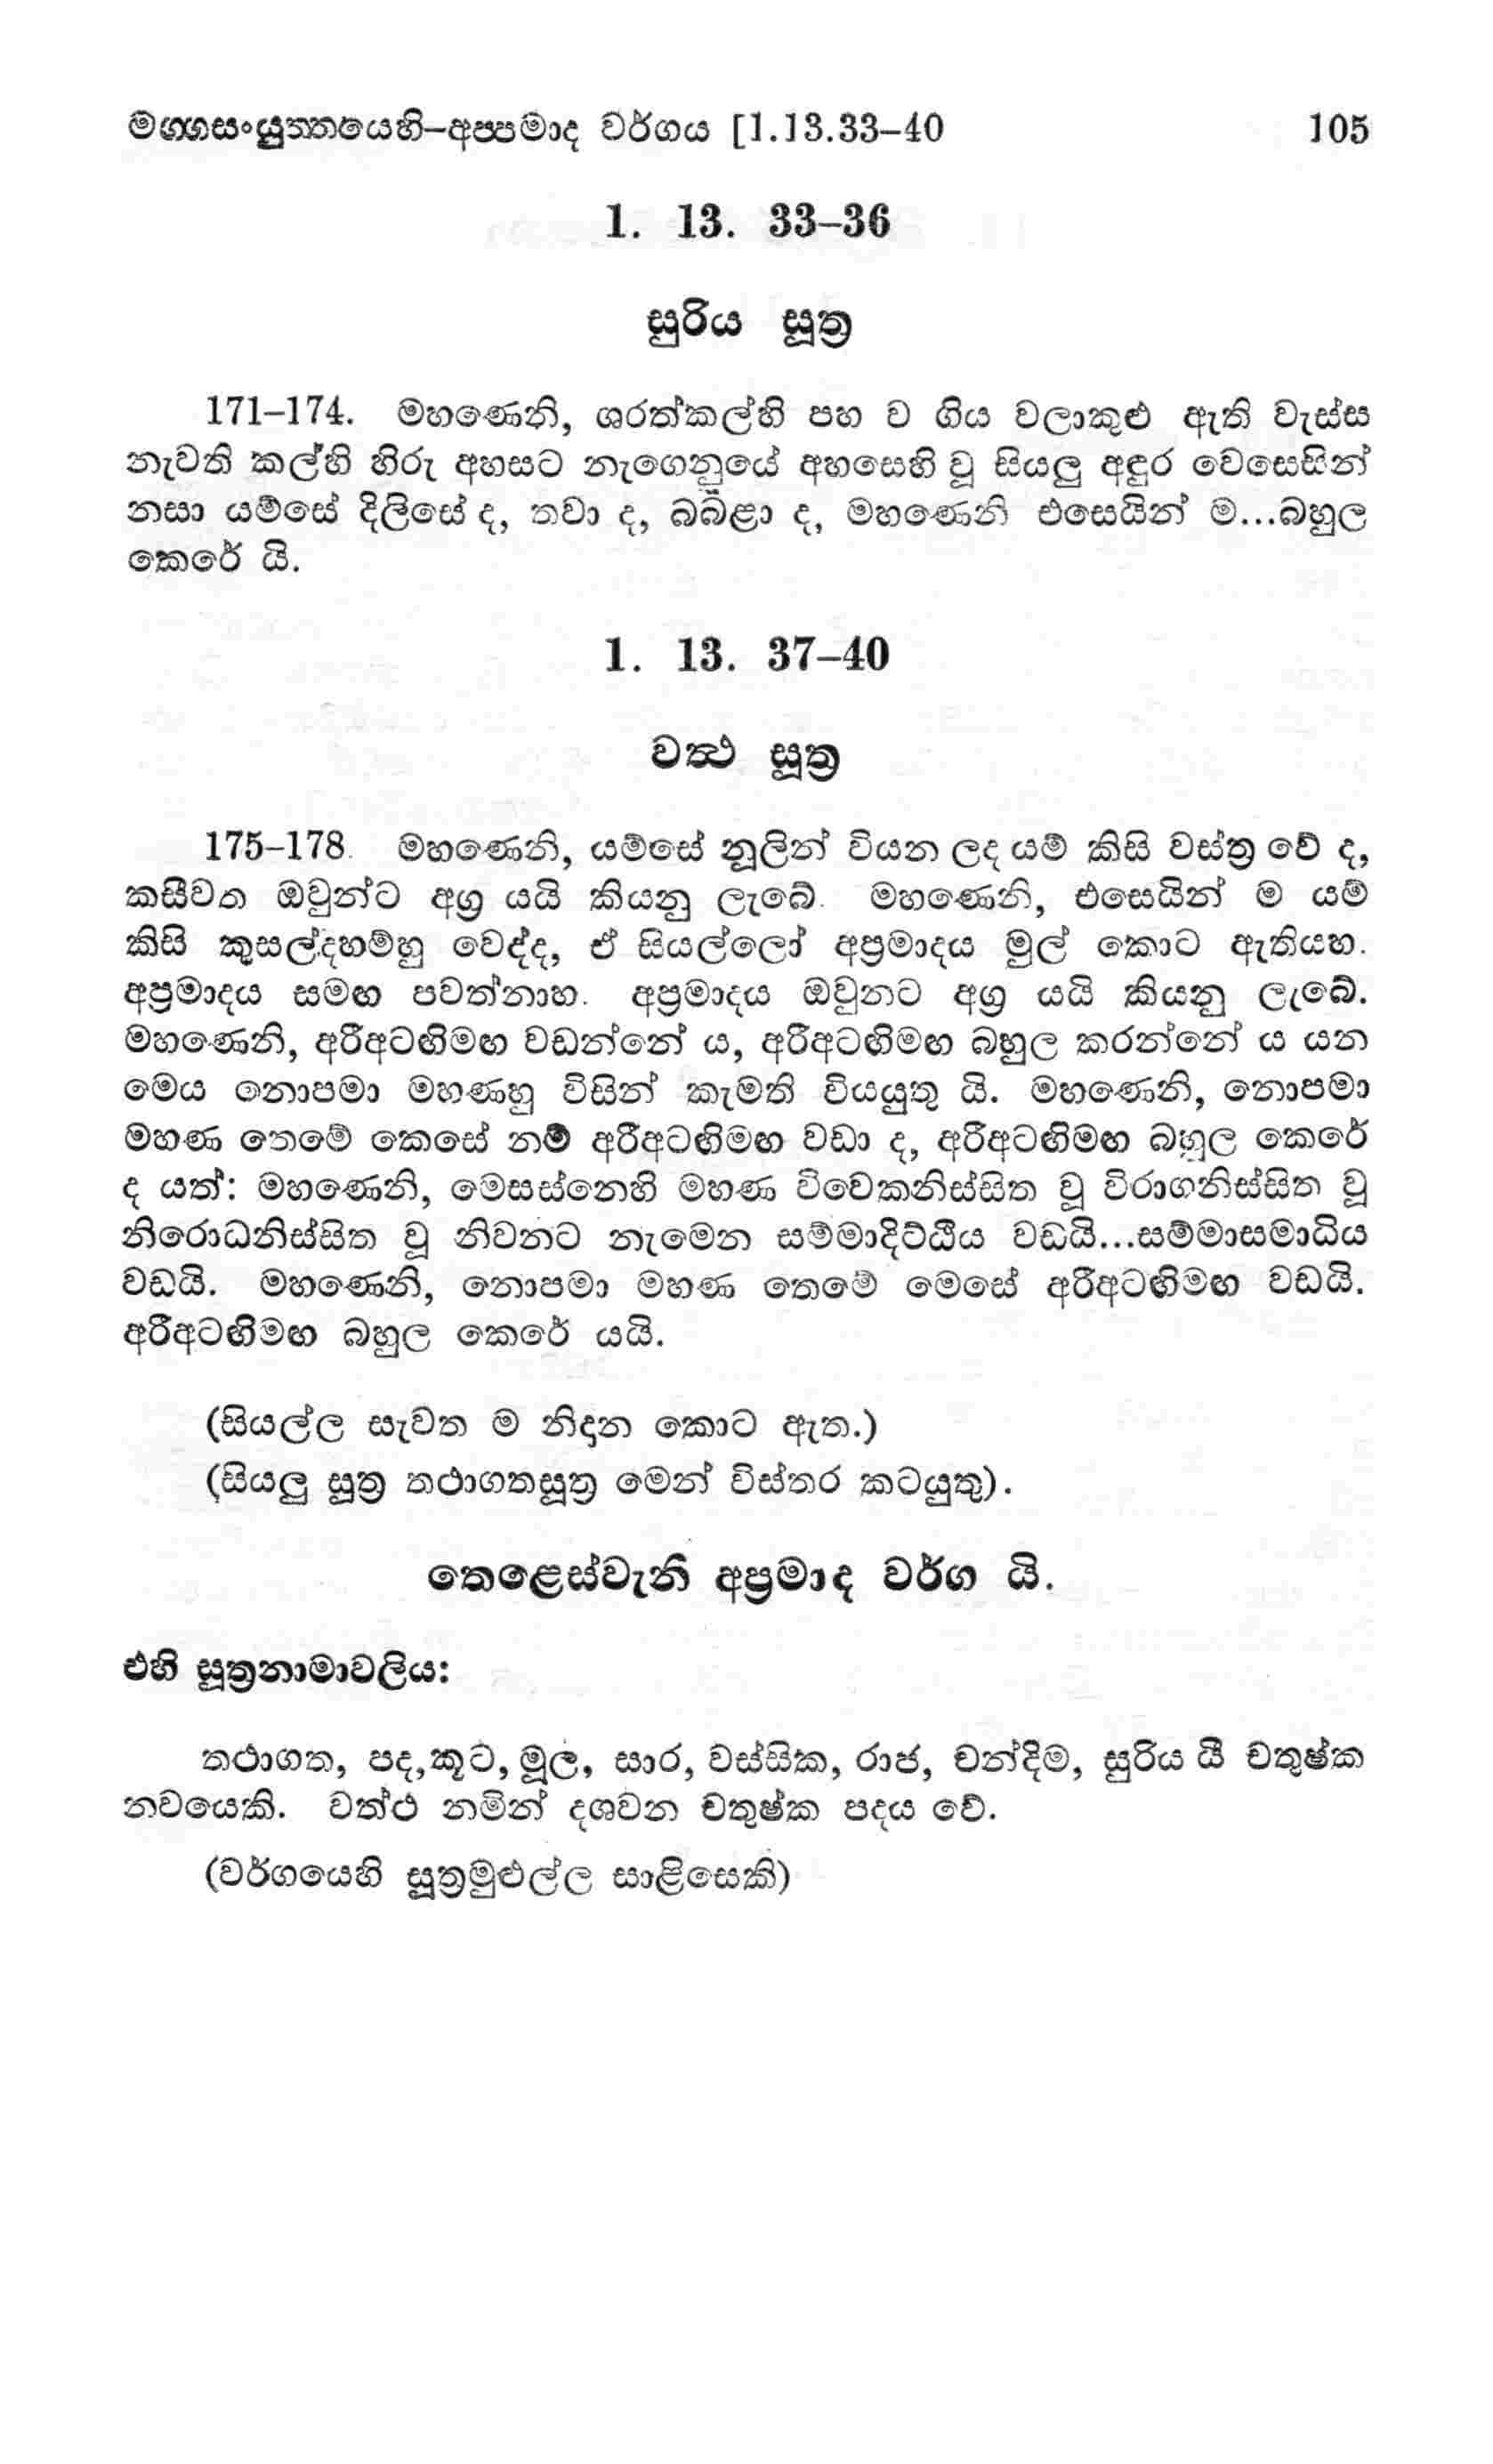 මග්ගසංයුත්තයෙහි–අප්පමාද වර්ගය [1.13.33–40 105
1. 13. 33–36
සුරිය සූත්‍ර
171–174. මහණෙනි, ශරත්කල්හි පහ ව ගිය වලාකුළු ඇති වැස්ස
නැවති කල්හි හිරු අහසට නැගෙනුයේ අහසෙහි වූ සියලු අඳුර වෙසෙසින්
නසා යම්සේ දිලිසේ ද, තවා ද, බබළා ද, මහණෙනි එසෙයින් ම...බහුල
කෙරේ යි.
1. 13. 37–40
වත්ථ සූත්‍ර
175–178. මහණෙනි, යම්සේ නූලින් වියන ලද යම් කිසි වස්ත්‍ර වේ ද,
කසීවත ඔවුන්ට අග්‍ර යයි කියනු ලැබේ. මහණෙනි, එසෙයින් ම යම්
කිසි කුසල්දහම්හු වෙද්ද, ඒ සියල්ලෝ අප්‍රමාදය මුල් කොට ඇතියහ.
අප්‍රමාදය සමඟ පවත්නාහ. අප්‍රමාදය ඔවුනට අග්‍ර යයි කියනු ලැබේ.
මහණෙනි, අරීඅටඟිමඟ වඩන්නේ ය, අරීඅටඟිමඟ බහුල කරන්නේ ය යන
මෙය නොපමා මහණහු විසින් කැමති වියයුතු යි. මහණෙනි, නොපමා
මහණ තෙමේ කෙසේ නම් අරීඅටඟිමඟ වඩා ද, අරීඅටඟිමඟ බහුල කෙරේ
ද යත්: මහණෙනි, මෙසස්නෙහි මහණ විවෙකනිස්සිත වූ විරාගනිස්සිත වූ
නිරොධනිස්සිත වූ නිවනට නැමෙන සම්මාදිට්ඨිය වඩයි...සම්මාසමාධිය
වඩයි. මහණෙනි, නොපමා මහණ තෙමේ මෙසේ අරීඅටඟිමඟ වඩයි.
අරීඅටඟිමඟ බහුල කෙරේ යයි.
(සියල්ල සැවත ම නිදාන කොට ඇත.)
(සියලු සූත්‍ර තථාගතසූත්‍ර මෙන් විස්තර කටයුතු).
තෙළෙස්වැනි අප්‍රමාද වර්ග යි.
එහි සූත්‍රනාමාවලිය:
තථාගත, පද,කූට, මූල, සාර, වස්සික, රාජ, චන්දිම, සුරිය යී චතුෂ්ක
නවයෙකි. වත්ථ නමින් දශවන චතුෂ්ක පදය වේ.
(වර්ගයෙහි සූත්‍රමුළුල්ල සාළිසෙකි)